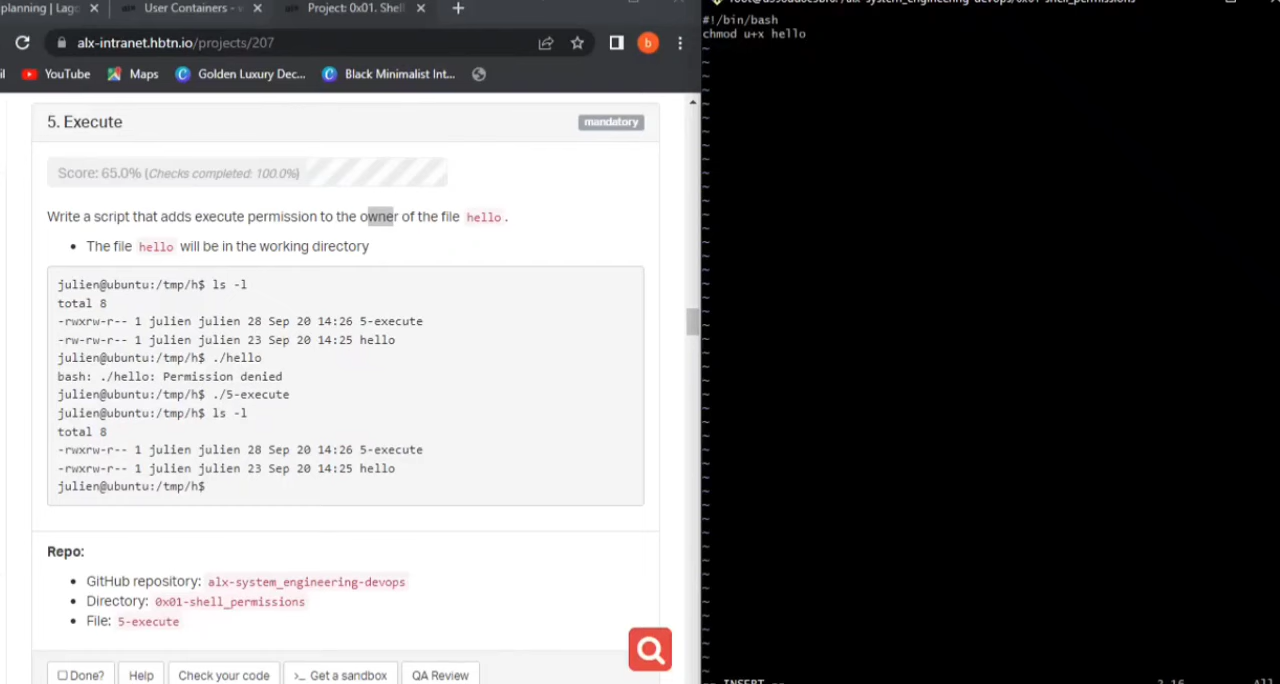 planning | Lago
User Containers -
Project: 0x01. Shel
alx-intranet.hbtn.io/projects/207
b
YouTube
Maps
Golden Luxury Dec...
Black Minimalist Int...
5. Execute
mandatory
Score: 65.0% (Checks completed: 100.0%)
Write a script that adds execute permission to the owner of the file hello .
• The file hello will be in the working directory
julien@ubuntu:/tmp/h$ ls -l
total 8
-rwxrw-r-- 1 julien julien 28 Sep 20 14:26 5-execute
-rw-rw-r-- 1 julien julien 23 Sep 20 14:25 hello
julien@ubuntu:/tmp/h$ ./hello
bash: ./hello: Permission denied
julien@ubuntu:/tmp/h$ ./5-execute
julien@ubuntu:/tmp/h$ ls -l
total 8
-rwxrw-r-- 1 julien julien 28 Sep 20 14:26 5-execute
-rwxrw-r-- 1 julien julien 23 Sep 20 14:25 hello
julien@ubuntu:/tmp/h$
Repo:
• GitHub repository: alx-system_engineering-devops
• Directory: 0x01-shell_permissions
• File: 5-execute
Done?
Help
Check your code
>_ Get a sandbox
QA Review
#!/bin/bash
chmod u+x hello
-- INSERT --